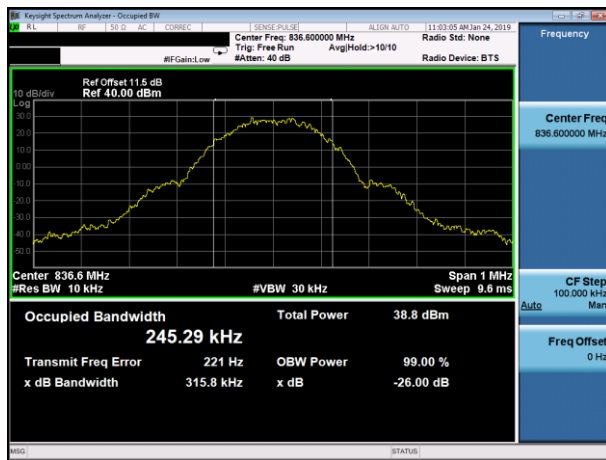 Keysight Spectrum Analyzer - Occupied BW
RL RF 50 Ω AC CORREC SENSE:PULSE ALIGN AUTO 11:03:05 AM Jan 24, 2019
Center Freq: 836.600000 MHz Radio Std: None
Trig: Free Run Avg|Hold:>10/10
#IFGain:Low #Atten: 40 dB Radio Device: BTS
Frequency
Ref Offset 11.5 dB
10 dB/div Ref 40.00 dBm
Log
30.0
20.0
10.0
0.00
-10.0
-20.0
-30.0
-40.0
-50.0
Center 836.6 MHz Span 1 MHz
#Res BW 10 kHz #VBW 30 kHz Sweep 9.6 ms
Center Freq
836.600000 MHz
CF Step
100.000 kHz
Auto Man
Freq Offset
0 Hz
Occupied Bandwidth Total Power 38.8 dBm
245.29 kHz
Transmit Freq Error 221 Hz OBW Power 99.00 %
x dB Bandwidth 315.8 kHz x dB -26.00 dB
MSG STATUS